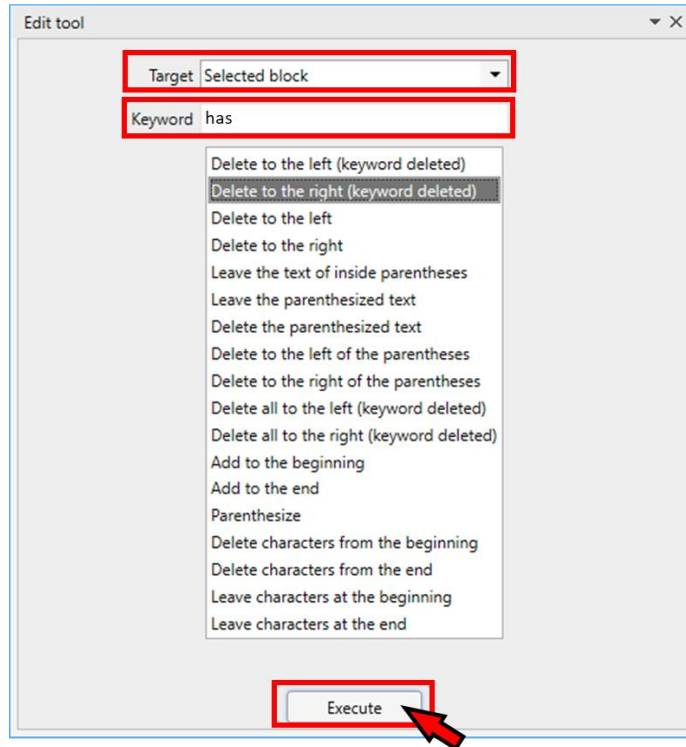 Edit tool
Target Selected block
Keyword has
Delete to the left (keyword deleted)
Delete to the right (keyword deleted)
Delete to the left
Delete to the right
Leave the text of inside parentheses
Leave the parenthesized text
Delete the parenthesized text
Delete to the left of the parentheses
Delete to the right of the parentheses
Delete all to the left (keyword deleted)
Delete all to the right (keyword deleted)
Add to the beginning
Add to the end
Parenthesize
Delete characters from the beginning
Delete characters from the end
Leave characters at the beginning
Leave characters at the end
Execute